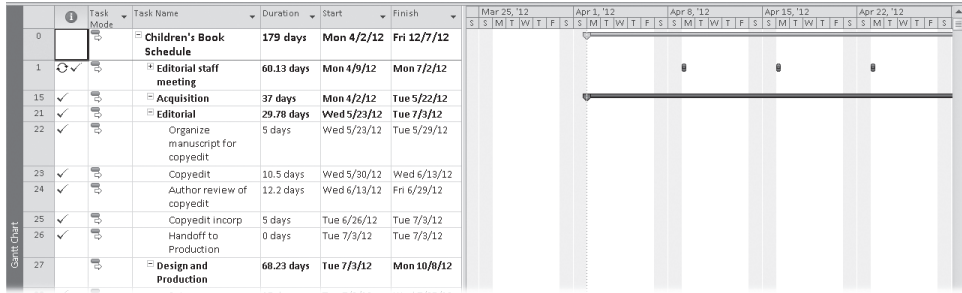 Task Mode Task Name Duration Start Finish
Mar 25, '12 Apr 1, '12 Apr 8, '12 Apr 15, '12 Apr 22, '12
S S M T W T F S S M T W T F S S M T W T F S S M T W T F S S M T W T F S
0 Children's Book Schedule 179 days Mon 4/2/12 Fri 12/7/12
1 Editorial staff meeting 60.13 days Mon 4/9/12 Mon 7/2/12
15 Acquisition 37 days Mon 4/2/12 Tue 5/22/12
21 Editorial 29.78 days Wed 5/23/12 Tue 7/3/12
22 Organize manuscript for copyedit 5 days Wed 5/23/12 Tue 5/29/12
23 Copyedit 10.5 days Wed 5/30/12 Wed 6/13/12
24 Author review of copyedit 12.2 days Wed 6/13/12 Fri 6/29/12
25 Copyedit incorp 5 days Tue 6/26/12 Tue 7/3/12
26 Handoff to Production 0 days Tue 7/3/12 Tue 7/3/12
27 Design and Production 68.23 days Tue 7/3/12 Mon 10/8/12
Gantt Chart